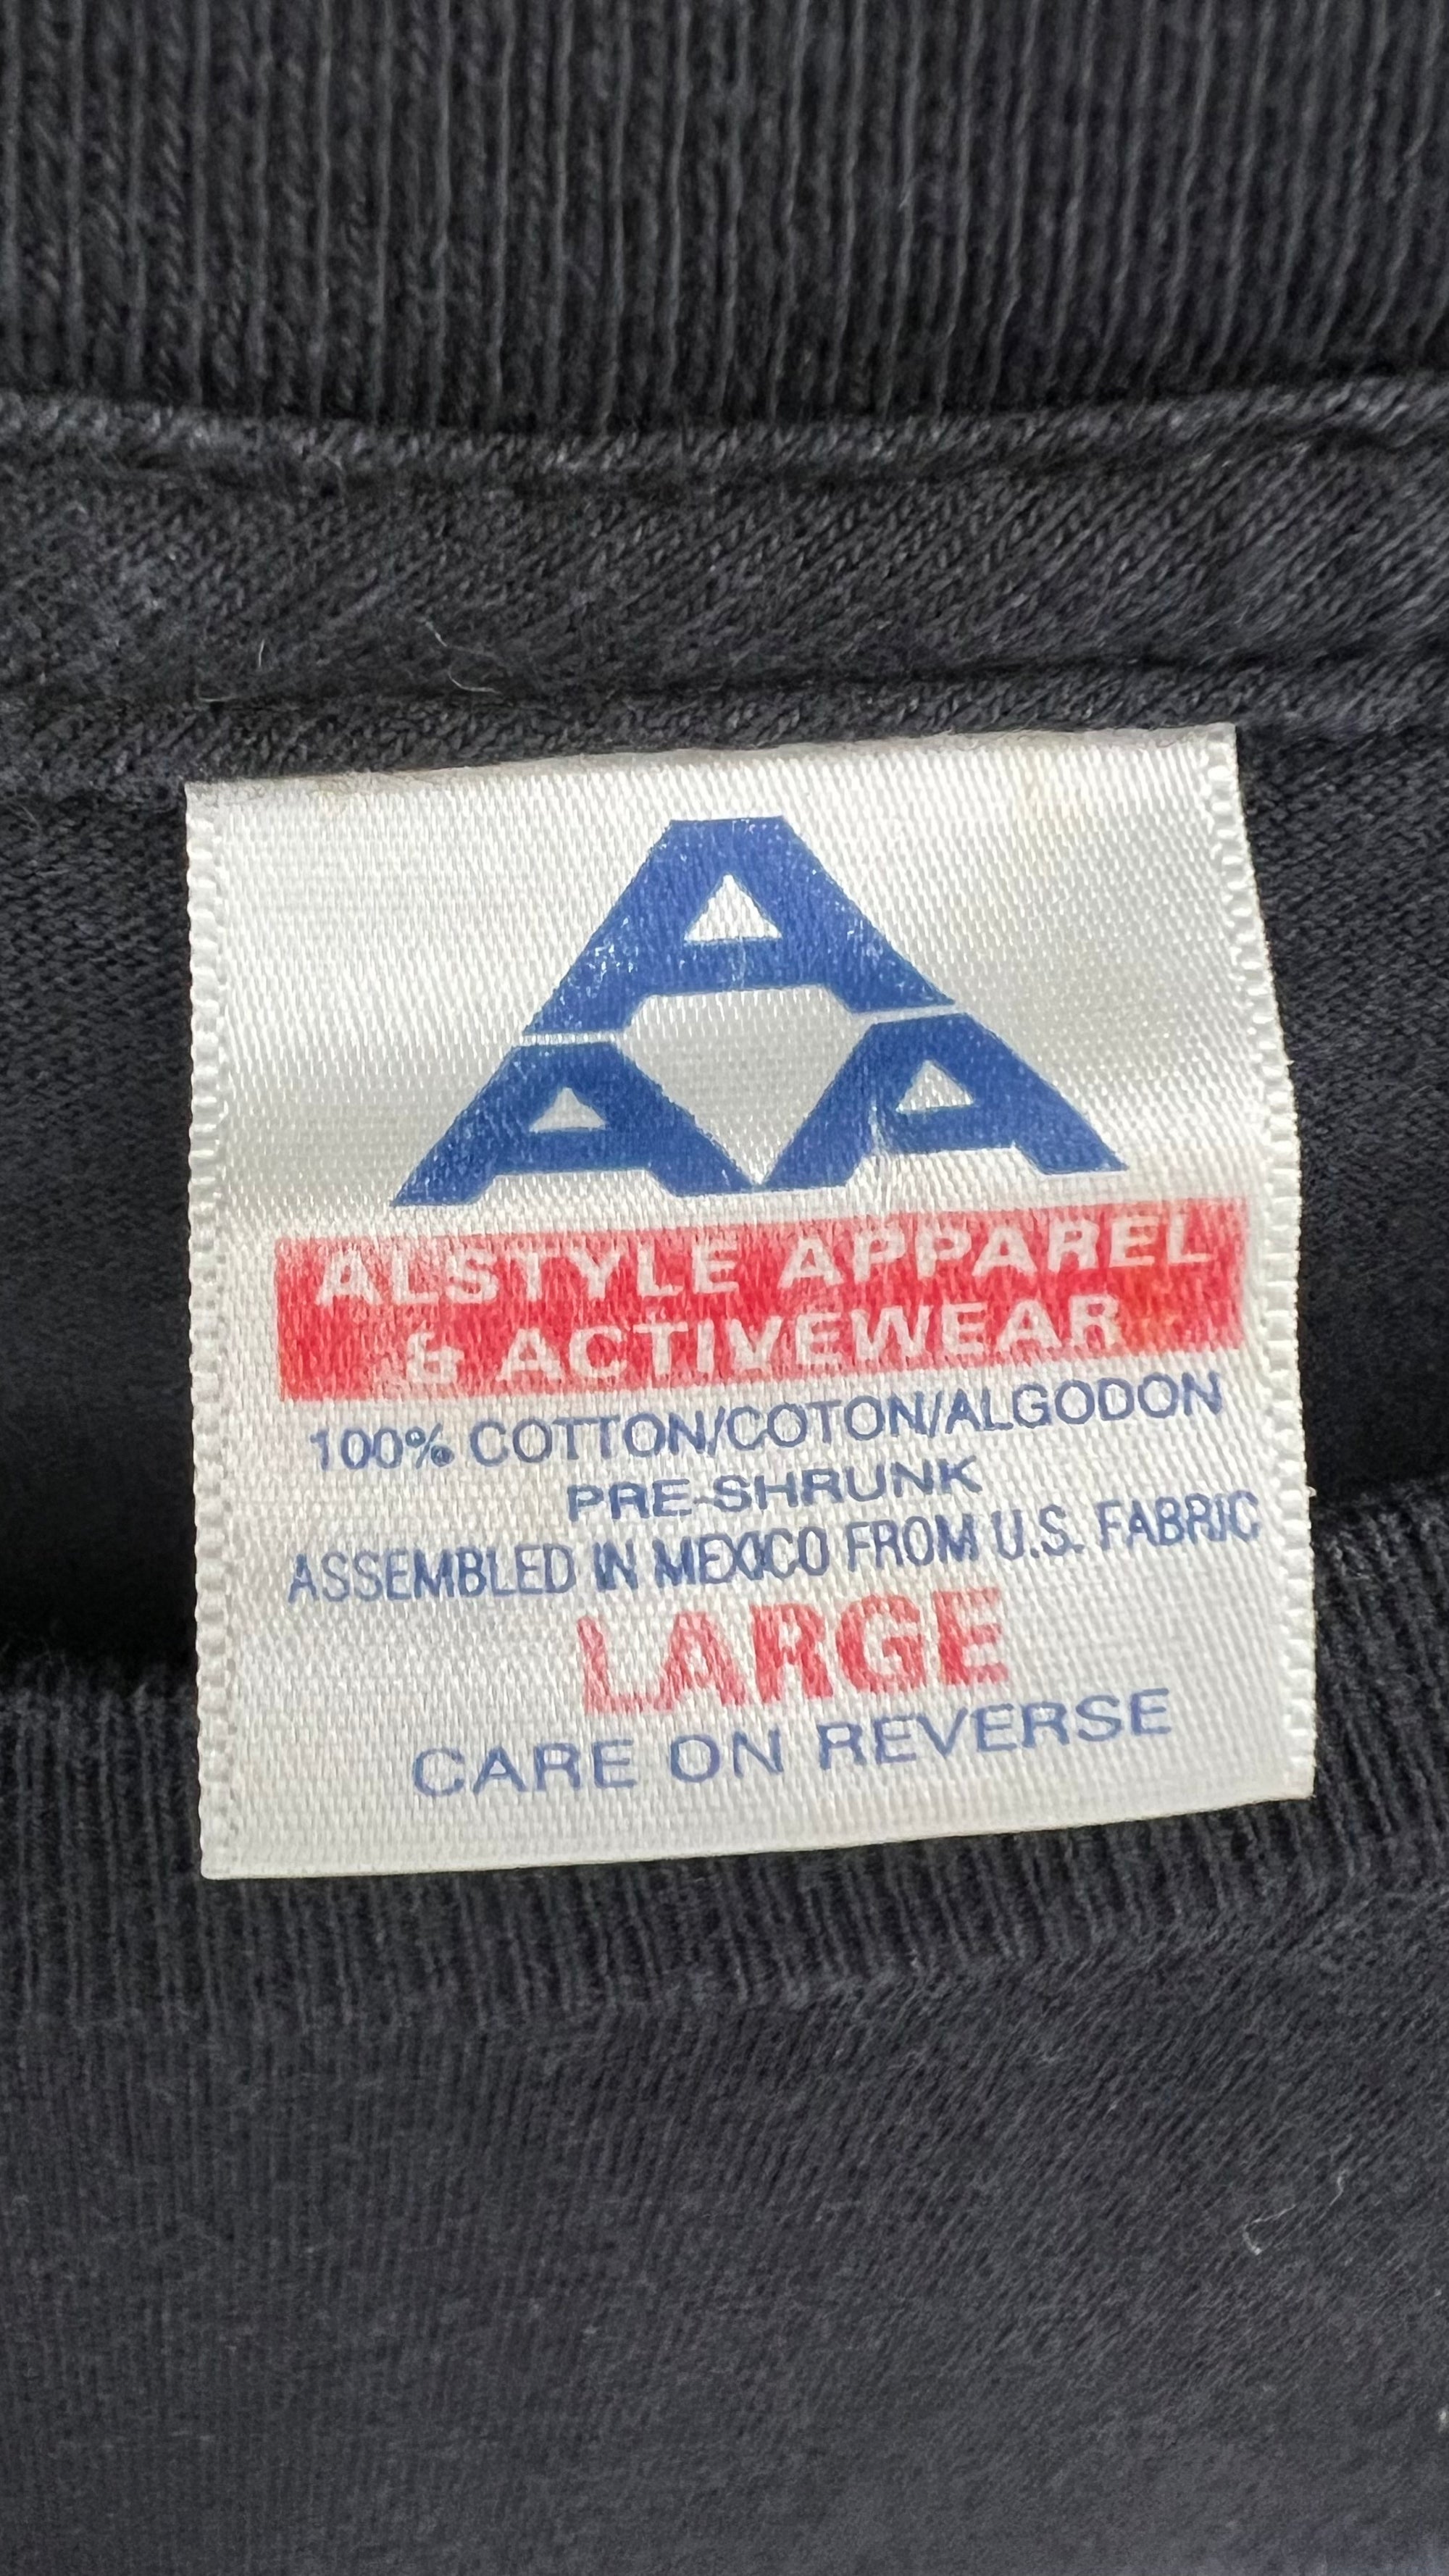 A
A A
ALSTYLE APPAREL
& ACTIVEWEAR
100% COTTON/COTON/ALGODON
PRE-SHRUNK
ASSEMBLED IN MEXICO FROM U.S. FABRIC
LARGE
CARE ON REVERSE